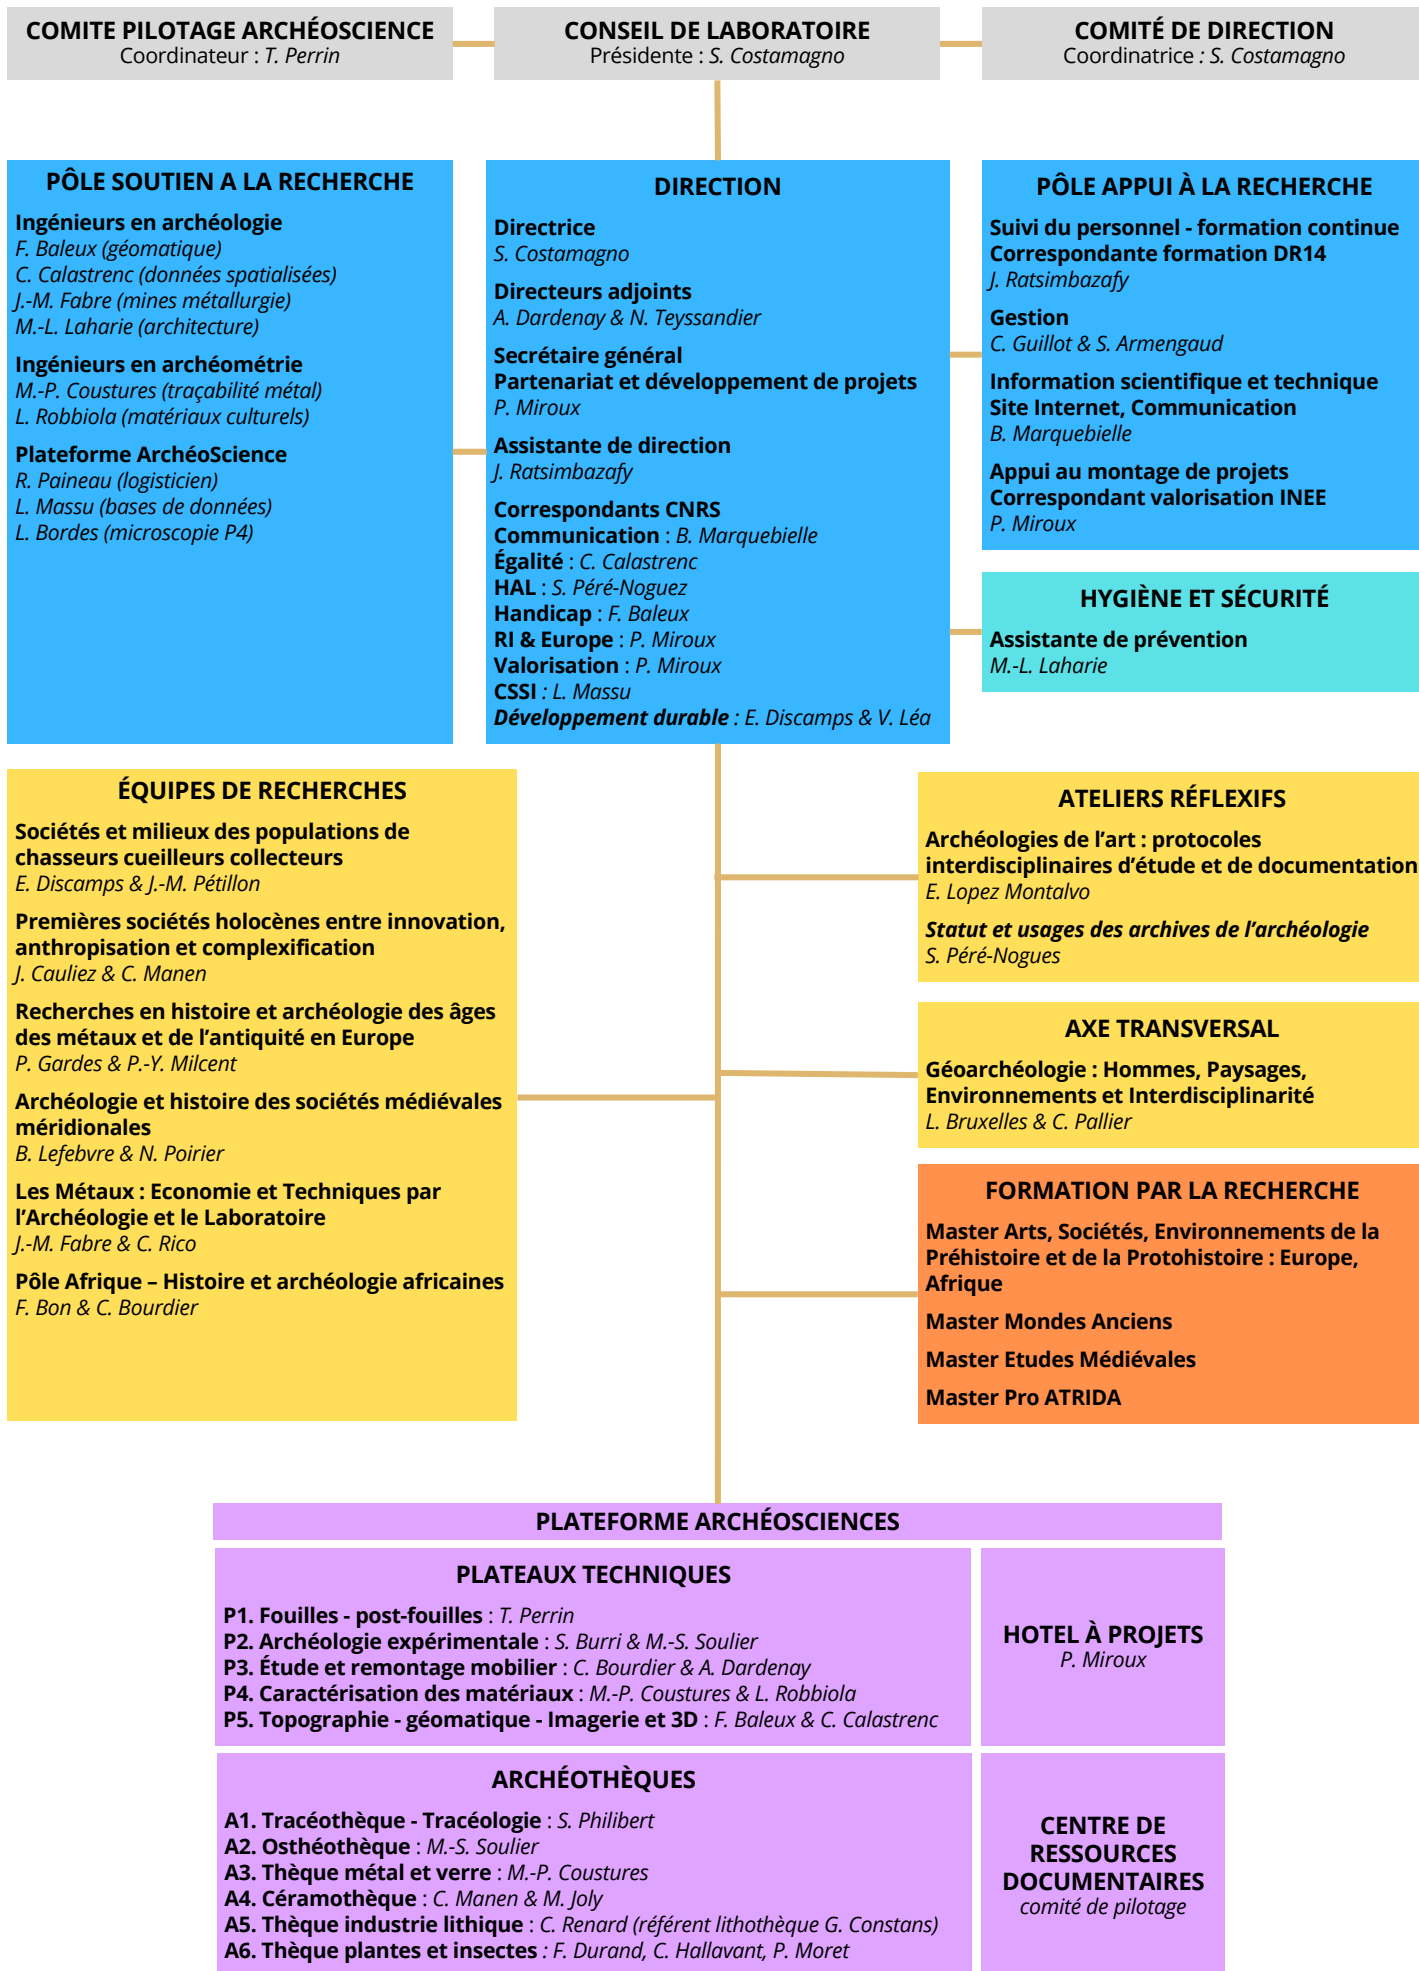 COMITE PILOTAGE ARCHÉOSCIENCE
Coordinateur : T. Perrin
CONSEIL DE LABORATOIRE
Présidente : S. Costamagno
COMITÉ DE DIRECTION
Coordinatrice : S. Costamagno
PÔLE SOUTIEN A LA RECHERCHE
Ingénieurs en archéologie
F. Baleux (géomatique)
C. Calastrenc (données spatialisées)
J.-M. Fabre (mines métallurgie)
M.-L. Laharie (architecture)
Ingénieurs en archéométrie
M.-P. Coustures (traçabilité métal)
L. Robbiola (matériaux culturels)
Plateforme ArchéoScience
R. Paineau (logisticien)
L. Massu (bases de données)
L. Bordes (microscopie P4)
DIRECTION
Directrice
S. Costamagno
Directeurs adjoints
A. Dardenay & N. Teyssandier
Secrétaire général
Partenariat et développement de projets
P. Miroux
Assistante de direction
J. Ratsimbazafy
Correspondants CNRS
Communication : B. Marquebielle
Égalité : C. Calastrenc
HAL : S. Péré-Noguez
Handicap : F. Baleux
RI & Europe : P. Miroux
Valorisation : P. Miroux
CSSI : L. Massu
Développement durable : E. Discamps & V. Léa
PÔLE APPUI À LA RECHERCHE
Suivi du personnel - formation continue
Correspondante formation DR14
J. Ratsimbazafy
Gestion
C. Guillot & S. Armengaud
Information scientifique et technique
Site Internet, Communication
B. Marquebielle
Appui au montage de projets
Correspondant valorisation INEE
P. Miroux
HYGIÈNE ET SÉCURITÉ
Assistante de prévention
M.-L. Laharie
ÉQUIPES DE RECHERCHES
Sociétés et milieux des populations de
chasseurs cueilleurs collecteurs
E. Discamps & J.-M. Pétillon
Premières sociétés holocènes entre innovation,
anthropisation et complexification
J. Cauliez & C. Manen
Recherches en histoire et archéologie des âges
des métaux et de l’antiquité en Europe
P. Gardes & P.-Y. Milcent
Archéologie et histoire des sociétés médiévales
méridionales
B. Lefebvre & N. Poirier
Les Métaux : Economie et Techniques par
l’Archéologie et le Laboratoire
J.-M. Fabre & C. Rico
Pôle Afrique – Histoire et archéologie africaines
F. Bon & C. Bourdier
ATELIERS RÉFLEXIFS
Archéologies de l’art : protocoles
interdisciplinaires d’étude et de documentation
E. Lopez Montalvo
Statut et usages des archives de l’archéologie
S. Péré-Nogues
AXE TRANSVERSAL
Géoarchéologie : Hommes, Paysages,
Environnements et Interdisciplinarité
L. Bruxelles & C. Pallier
FORMATION PAR LA RECHERCHE
Master Arts, Sociétés, Environnements de la
Préhistoire et de la Protohistoire : Europe,
Afrique
Master Mondes Anciens
Master Etudes Médiévales
Master Pro ATRIDA
PLATEFORME ARCHÉOSCIENCES
PLATEAUX TECHNIQUES
P1. Fouilles - post-fouilles : T. Perrin
P2. Archéologie expérimentale : S. Burri & M.-S. Soulier
P3. Étude et remontage mobilier : C. Bourdier & A. Dardenay
P4. Caractérisation des matériaux : M.-P. Coustures & L. Robbiola
P5. Topographie - géomatique - Imagerie et 3D : F. Baleux & C. Calastrenc
HOTEL À PROJETS
P. Miroux
ARCHÉOTHÈQUES
A1. Tracéothèque - Tracéologie : S. Philibert
A2. Osthéothèque : M.-S. Soulier
A3. Thèque métal et verre : M.-P. Coustures
A4. Céramothèque : C. Manen & M. Joly
A5. Thèque industrie lithique : C. Renard (référent lithothèque G. Constans)
A6. Thèque plantes et insectes : F. Durand, C. Hallavant, P. Moret
CENTRE DE
RESSOURCES
DOCUMENTAIRES
comité de pilotage